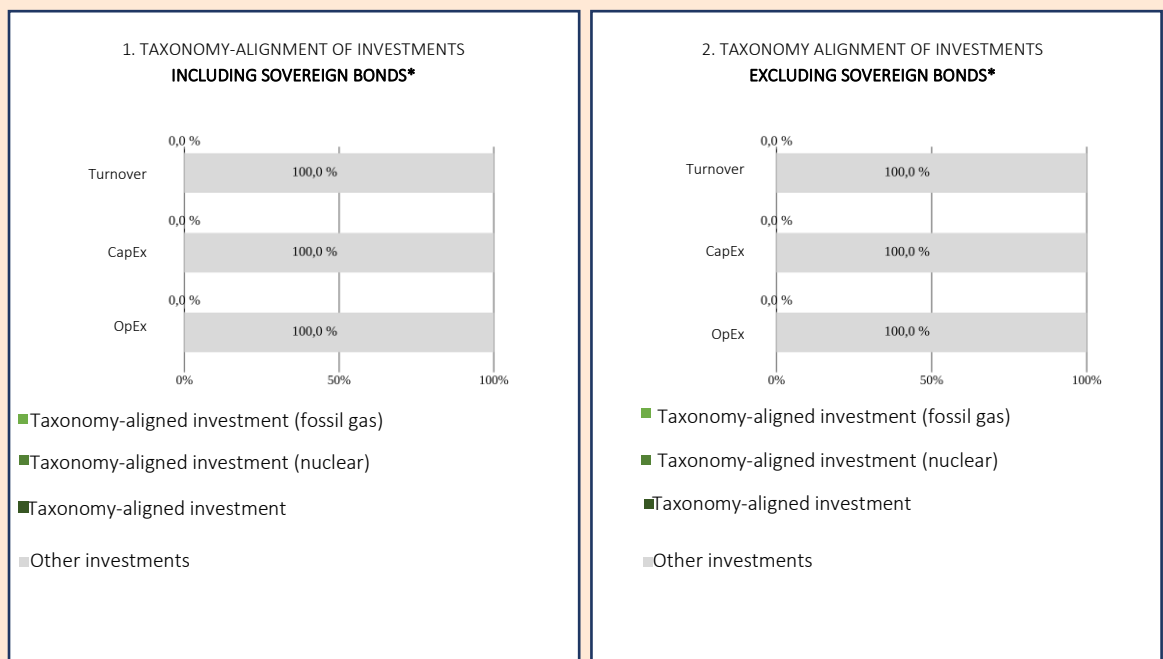 1. TAXONOMY-ALIGNMENT OF INVESTMENTS
INCLUDING SOVEREIGN BONDS*
0,0 %
Turnover
100,0 %
0,0 %
CapEx
100,0 %
0,0 %
OpEx
100,0 %
0% 50% 100%
Taxonomy-aligned investment (fossil gas)
Taxonomy-aligned investment (nuclear)
Taxonomy-aligned investment
Other investments
2. TAXONOMY ALIGNMENT OF INVESTMENTS
EXCLUDING SOVEREIGN BONDS*
0,0 %
Turnover
100,0 %
0,0 %
CapEx
100,0 %
0,0 %
OpEx
100,0 %
0% 50% 100%
Taxonomy-aligned investment (fossil gas)
Taxonomy-aligned investment (nuclear)
Taxonomy-aligned investment
Other investments